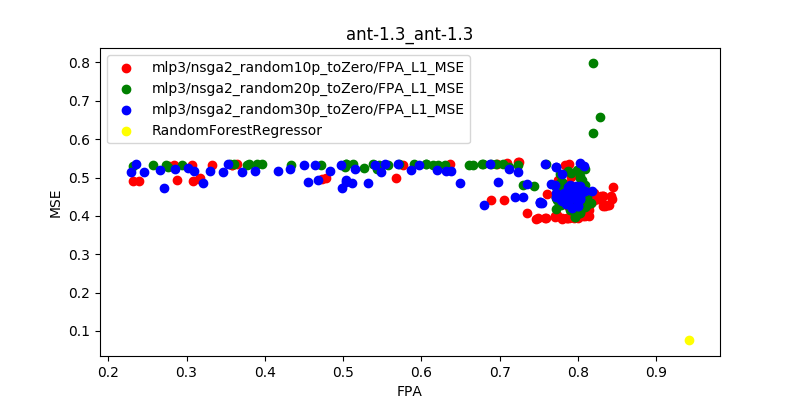 ant-1.3_ant-1.3
mlp3/nsga2_random10p_toZero/FPA_L1_MSE
mlp3/nsga2_random20p_toZero/FPA_L1_MSE
mlp3/nsga2_random30p_toZero/FPA_L1_MSE
RandomForestRegressor
MSE
0.8
0.7
0.6
0.5
0.4
0.3
0.2
0.1
0.2 0.3 0.4 0.5 0.6 0.7 0.8 0.9
FPA